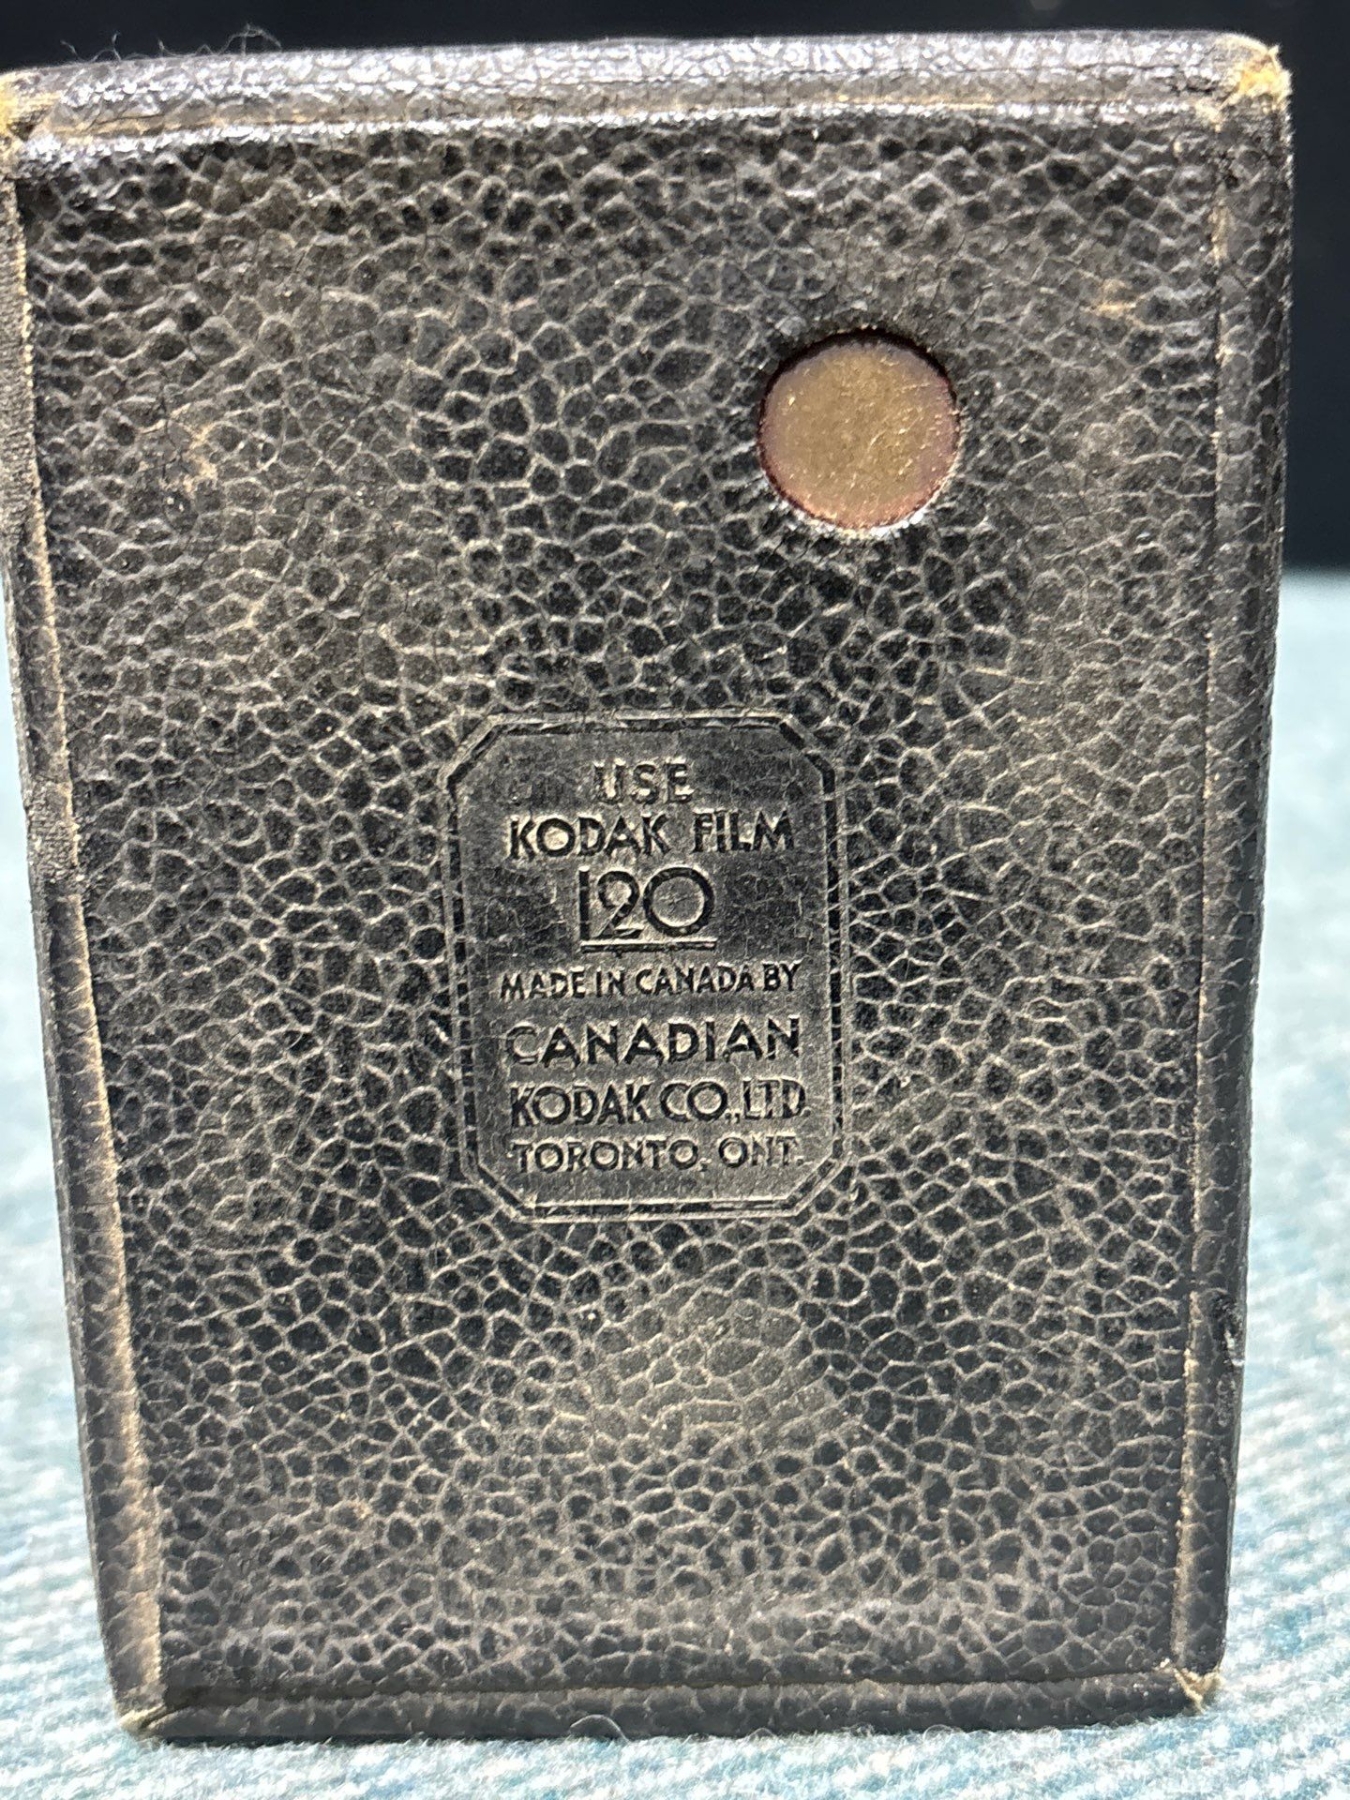 USE
KODAK FILM
120
MADE IN CANADA BY
CANADIAN
KODAK CO., LTD.
TORONTO, ONT.